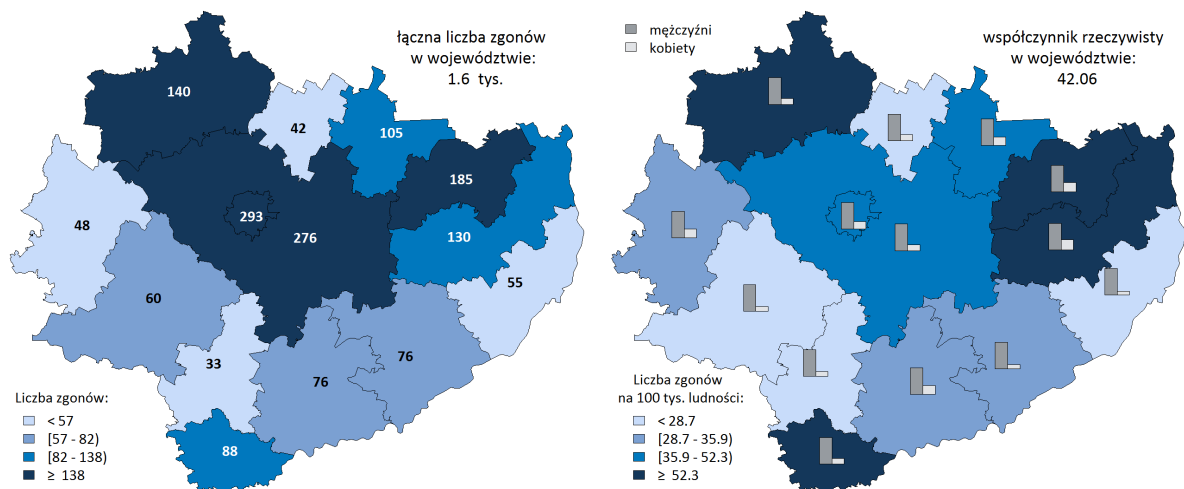 łączna liczba zgonów
w województwie:
1.6 tys.
140
42
105
185
293
276
130
48
60
55
33
76
76
88
Liczba zgonów:
< 57
[57 - 82)
[82 - 138)
≥ 138
mężczyźni
kobiety
współczynnik rzeczywisty
w województwie:
42.06
Liczba zgonów
na 100 tys. ludności:
< 28.7
[28.7 - 35.9)
[35.9 - 52.3)
≥ 52.3